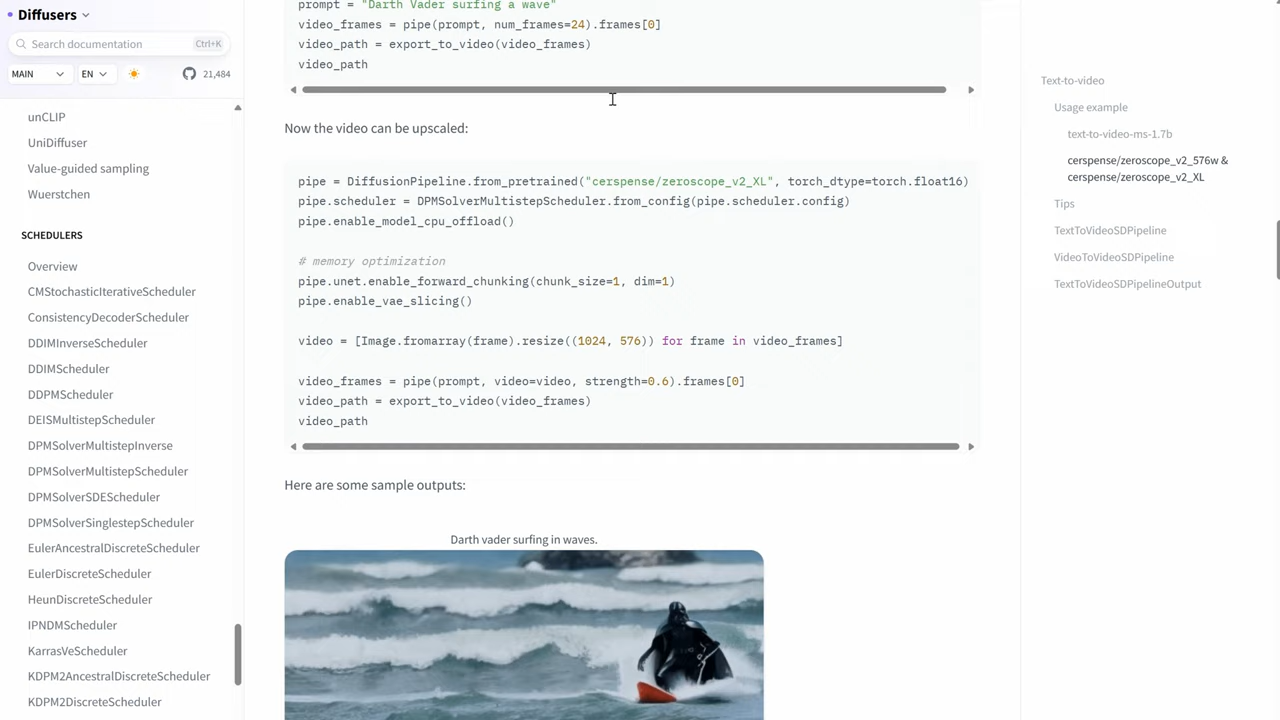 Diffusers
Search documentation
Ctrl+K
MAIN
EN
21,484
unCLIP
UniDiffuser
Value-guided sampling
Wuerstchen
SCHEDULERS
Overview
CMStochasticIterativeScheduler
ConsistencyDecoderScheduler
DDIMInverseScheduler
DDIMScheduler
DDPMScheduler
DEISMultistepScheduler
DPMSolverMultistepInverse
DPMSolverMultistepScheduler
DPMSolverSDEScheduler
DPMSolverSinglestepScheduler
EulerAncestralDiscreteScheduler
EulerDiscreteScheduler
HeunDiscreteScheduler
IPNDMScheduler
KarrasVeScheduler
KDPM2AncestralDiscreteScheduler
KDPM2DiscreteScheduler
prompt = "Darth Vader surfing a wave"
video_frames = pipe(prompt, num_frames=24).frames[0]
video_path = export_to_video(video_frames)
video_path
Now the video can be upscaled:
pipe = DiffusionPipeline.from_pretrained("cerspense/zeroscope_v2_XL", torch_dtype=torch.float16)
pipe.scheduler = DPMSolverMultistepScheduler.from_config(pipe.scheduler.config)
pipe.enable_model_cpu_offload()
# memory optimization
pipe.unet.enable_forward_chunking(chunk_size=1, dim=1)
pipe.enable_vae_slicing()
video = [Image.fromarray(frame).resize((1024, 576)) for frame in video_frames]
video_frames = pipe(prompt, video=video, strength=0.6).frames[0]
video_path = export_to_video(video_frames)
video_path
Here are some sample outputs:
Darth vader surfing in waves.
Text-to-video
Usage example
text-to-video-ms-1.7b
cerspense/zeroscope_v2_576w &
cerspense/zeroscope_v2_XL
Tips
TextToVideoSDPipeline
VideoToVideoSDPipeline
TextToVideoSDPipelineOutput